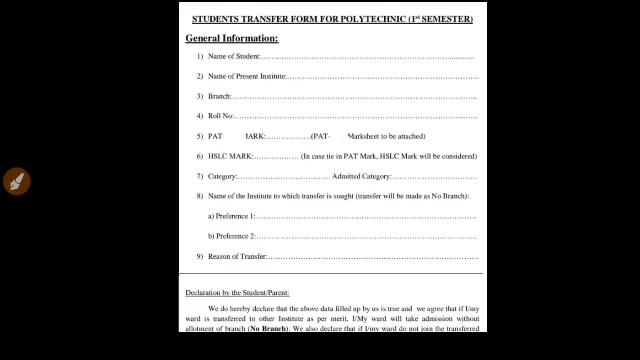 STUDENTS TRANSFER FORM FOR POLYTECHNIC (1st SEMESTER)
General Information:
1) Name of Student:……………………………………………………………
2) Name of Present Institute:……………………………………………………..
3) Branch:……………………………………………………………………...
4) Roll No:……………………………………………………………………
5) PAT IARK:………………(PAT- Marksheet to be attached)
6) HSLC MARK:……………… (In case tie in PAT Mark, HSLC Mark will be considered)
7) Category:…………………………… Admitted Category:………………………
8) Name of the Institute to which transfer is sought (transfer will be made as No Branch):
a) Preference 1:………………………………………………………………
b) Preference 2:………………………………………………………………
9) Reason of Transfer:…………………………………………………………
Declaration by the Student/Parent:
We do hereby declare that the above data filled up by us is true and we agree that if I/my
ward is transferred to other Institute as per merit, I/My ward will take admission without
allotment of branch (No Branch). We also declare that if I/my ward do not join the transferred